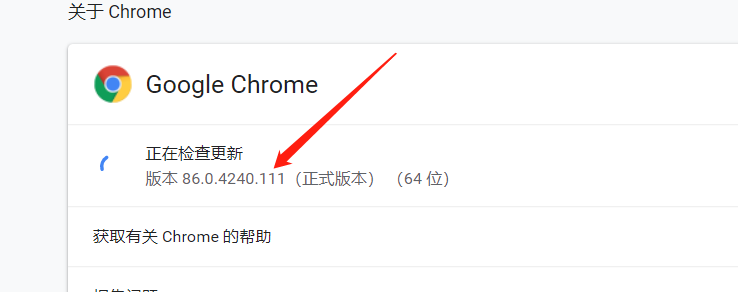 关于 Chrome
Google Chrome
正在检查更新
版本 86.0.4240.111（正式版本） （64 位）
获取有关 Chrome 的帮助